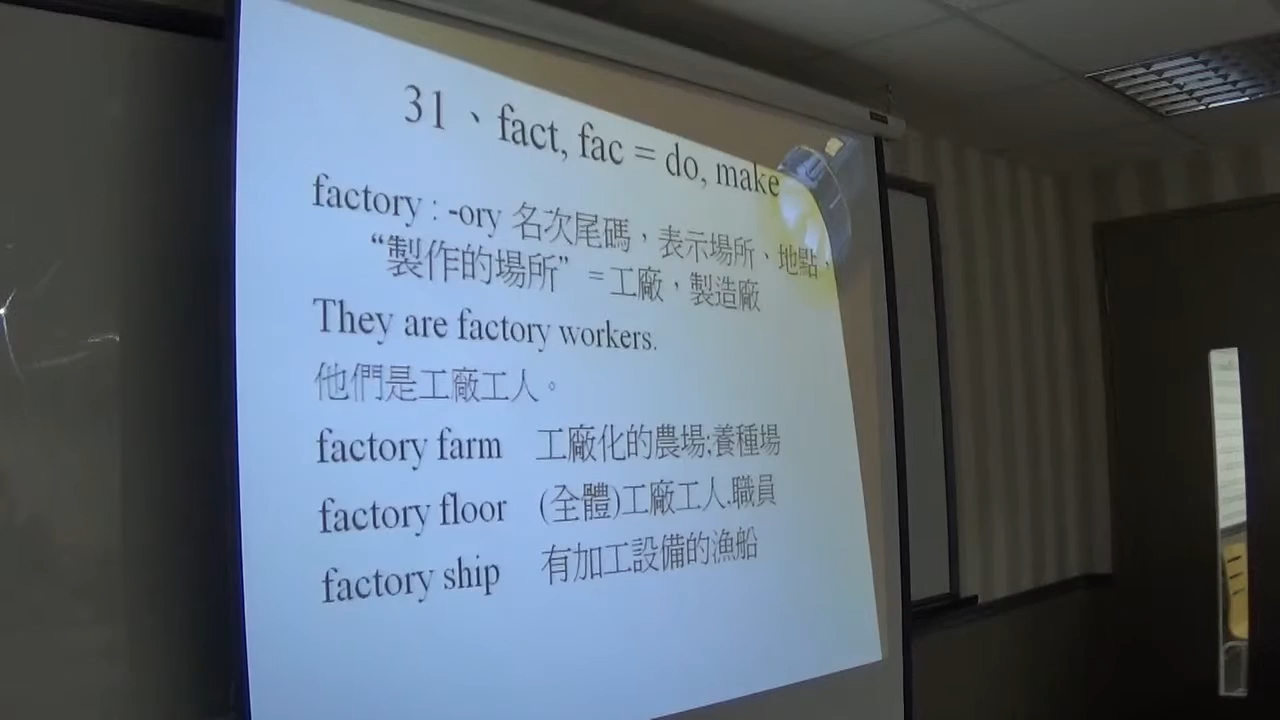 31、fact, fac = do, make
factory : -ory 名次尾碼，表示場所、地點，
“製作的場所” = 工廠，製造廠
They are factory workers.
他們是工廠工人。
factory farm 工廠化的農場;養種場
factory floor (全體)工廠工人.職員
factory ship 有加工設備的漁船